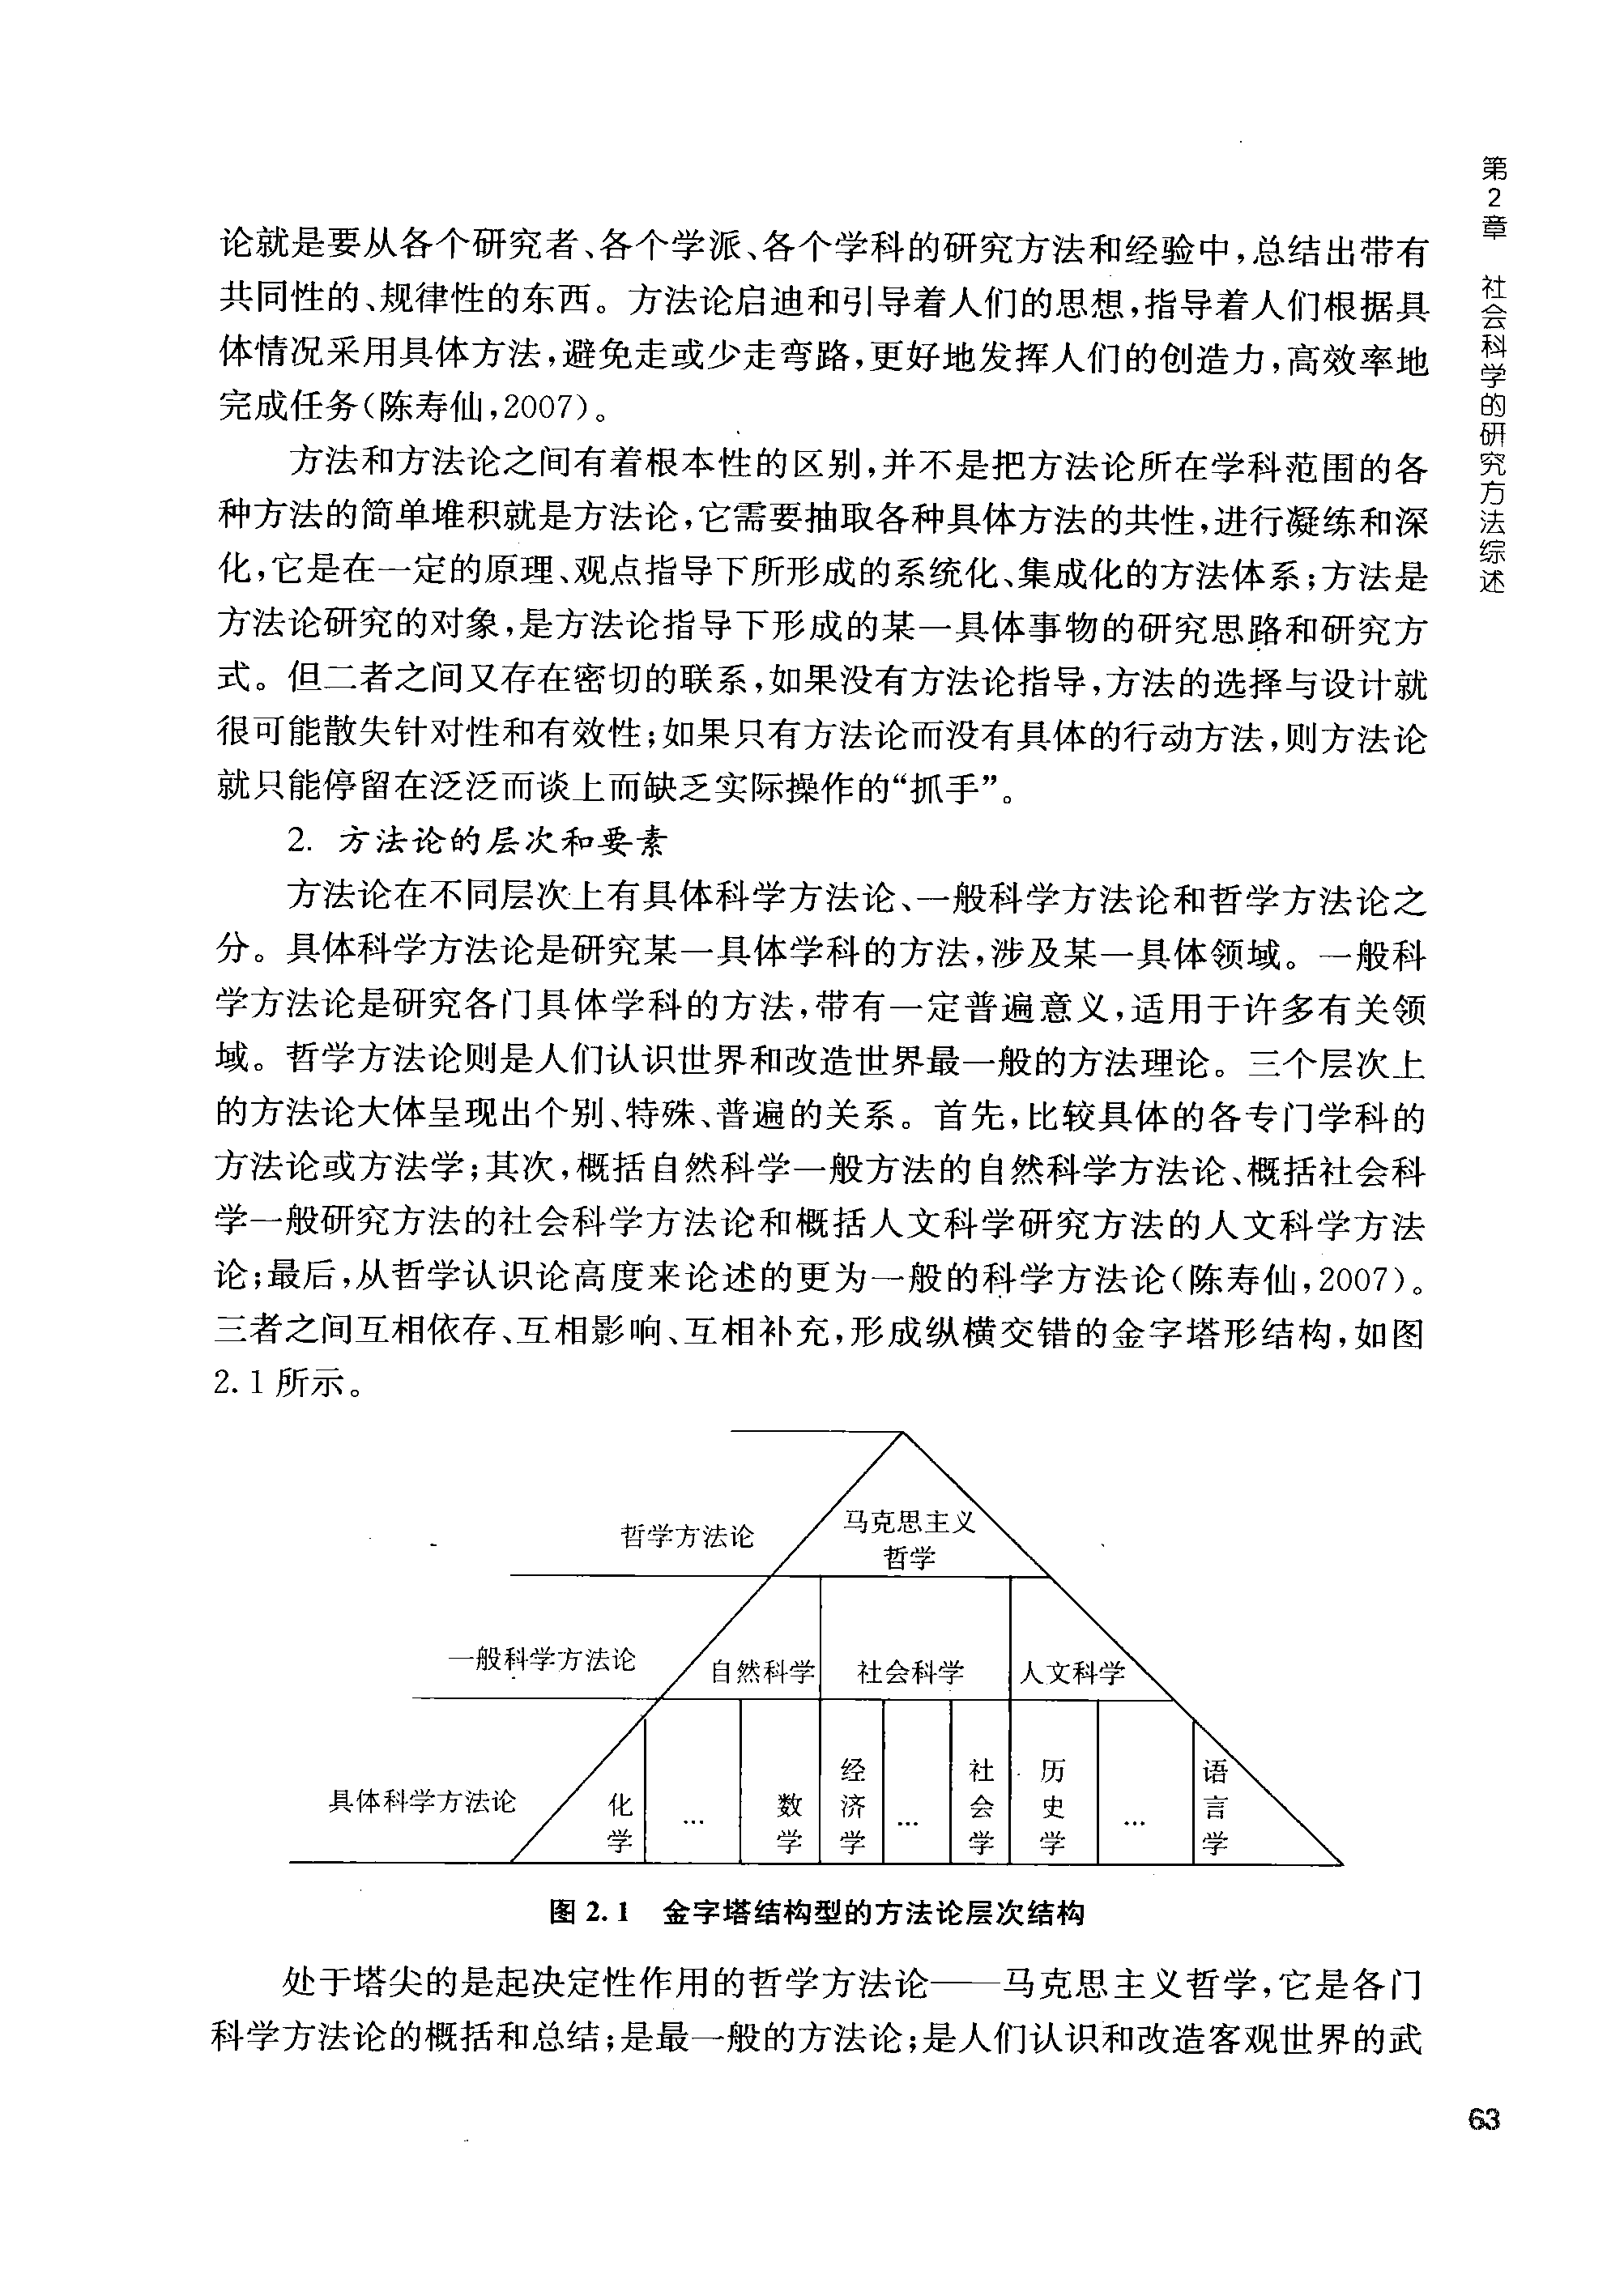 第2章 社会科学的研究方法综述
论就是要从各个研究者、各个学派、各个学科的研究方法和经验中,总结出带有
共同性的、规律性的东西。方法论启迪和引导着人们的思想,指导着人们根据具
体情况采用具体方法,避免走或少走弯路,更好地发挥人们的创造力,高效率地
完成任务(陈寿仙,2007)。
方法和方法论之间有着根本性的区别,并不是把方法论所在学科范围的各
种方法的简单堆积就是方法论,它需要抽取各种具体方法的共性,进行凝练和深
化,它是在一定的原理、观点指导下所形成的系统化、集成化的方法体系;方法是
方法论研究的对象,是方法论指导下形成的某一具体事物的研究思路和研究方
式。但二者之间又存在密切的联系,如果没有方法论指导,方法的选择与设计就
很可能散失针对性和有效性;如果只有方法论而没有具体的行动方法,则方法论
就只能停留在泛泛而谈上而缺乏实际操作的“抓手”。
2. 方法论的层次和要素
方法论在不同层次上有具体科学方法论、一般科学方法论和哲学方法论之
分。具体科学方法论是研究某一具体学科的方法,涉及某一具体领域。一般科
学方法论是研究各门具体学科的方法,带有一定普遍意义,适用于许多有关领
域。哲学方法论则是人们认识世界和改造世界最一般的方法理论。三个层次上
的方法论大体呈现出个别、特殊、普遍的关系。首先,比较具体的各专门学科的
方法论或方法学;其次,概括自然科学一般方法的自然科学方法论、概括社会科
学一般研究方法的社会科学方法论和概括人文科学研究方法的人文科学方法
论;最后,从哲学认识论高度来论述的更为一般的科学方法论(陈寿仙,2007)。
三者之间互相依存、互相影响、互相补充,形成纵横交错的金字塔形结构,如图
2.1所示。
哲学方法论
马克思主义
哲学
一般科学方法论
自然科学
社会科学
人文科学
具体科学方法论
化学
…
数学
经济学
…
社会学
历史学
…
语言学
图 2.1 金字塔结构型的方法论层次结构
处于塔尖的是起决定性作用的哲学方法论——马克思主义哲学,它是各门
科学方法论的概括和总结;是最一般的方法论;是人们认识和改造客观世界的武
63